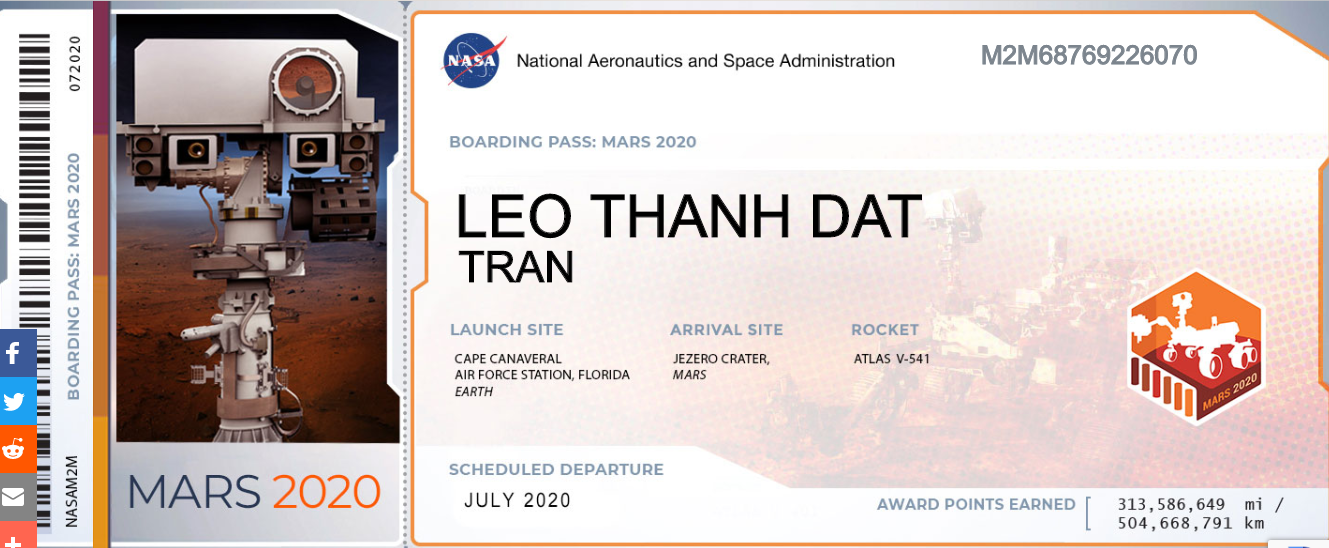 072020
BOARDING PASS: MARS 2020
NASAM2M
MARS 2020
NASA
National Aeronautics and Space Administration
M2M68769226070
BOARDING PASS: MARS 2020
LEO THANH DAT
TRAN
LAUNCH SITE
CAPE CANAVERAL
AIR FORCE STATION, FLORIDA
EARTH
ARRIVAL SITE
JEZERO CRATER,
MARS
ROCKET
ATLAS V-541
MARS 2020
SCHEDULED DEPARTURE
JULY 2020
AWARD POINTS EARNED
313,586,649 mi /
504,668,791 km